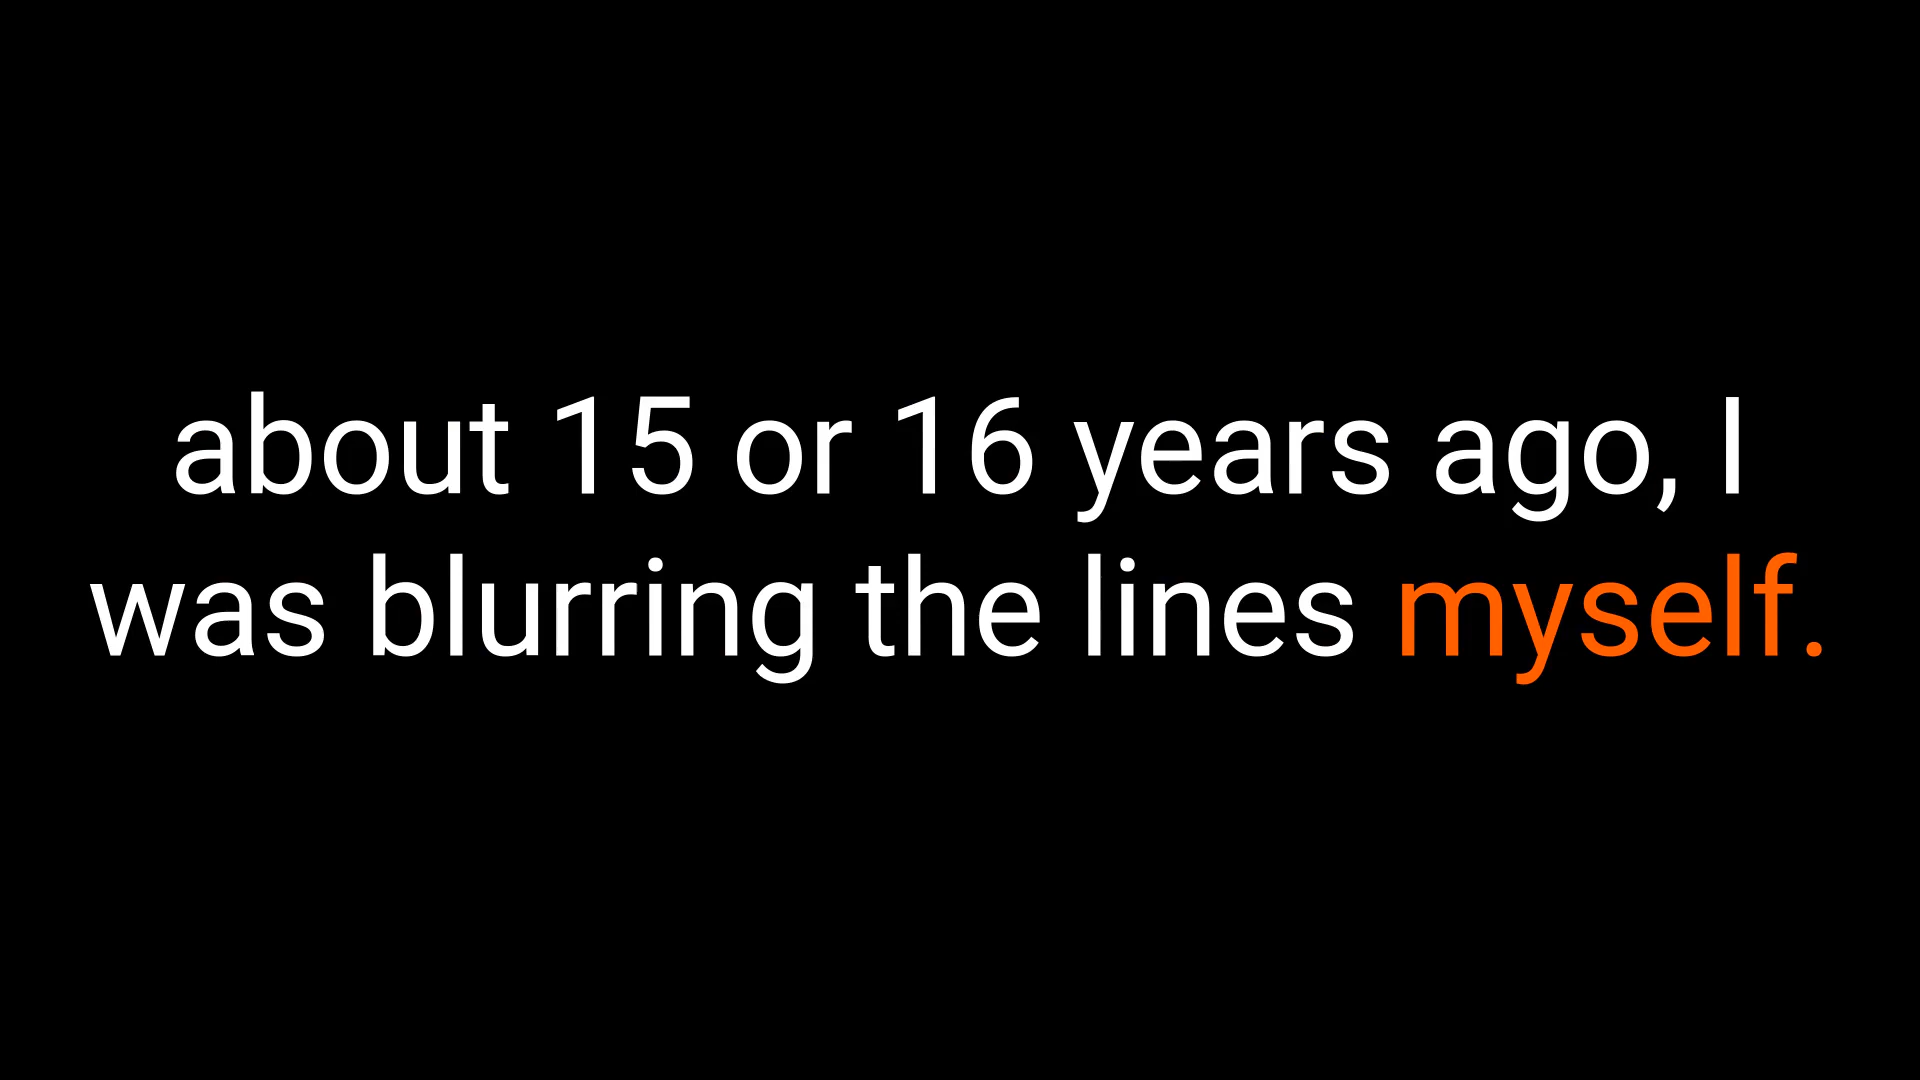 about 15 or 16 years ago, I
was blurring the lines myself.